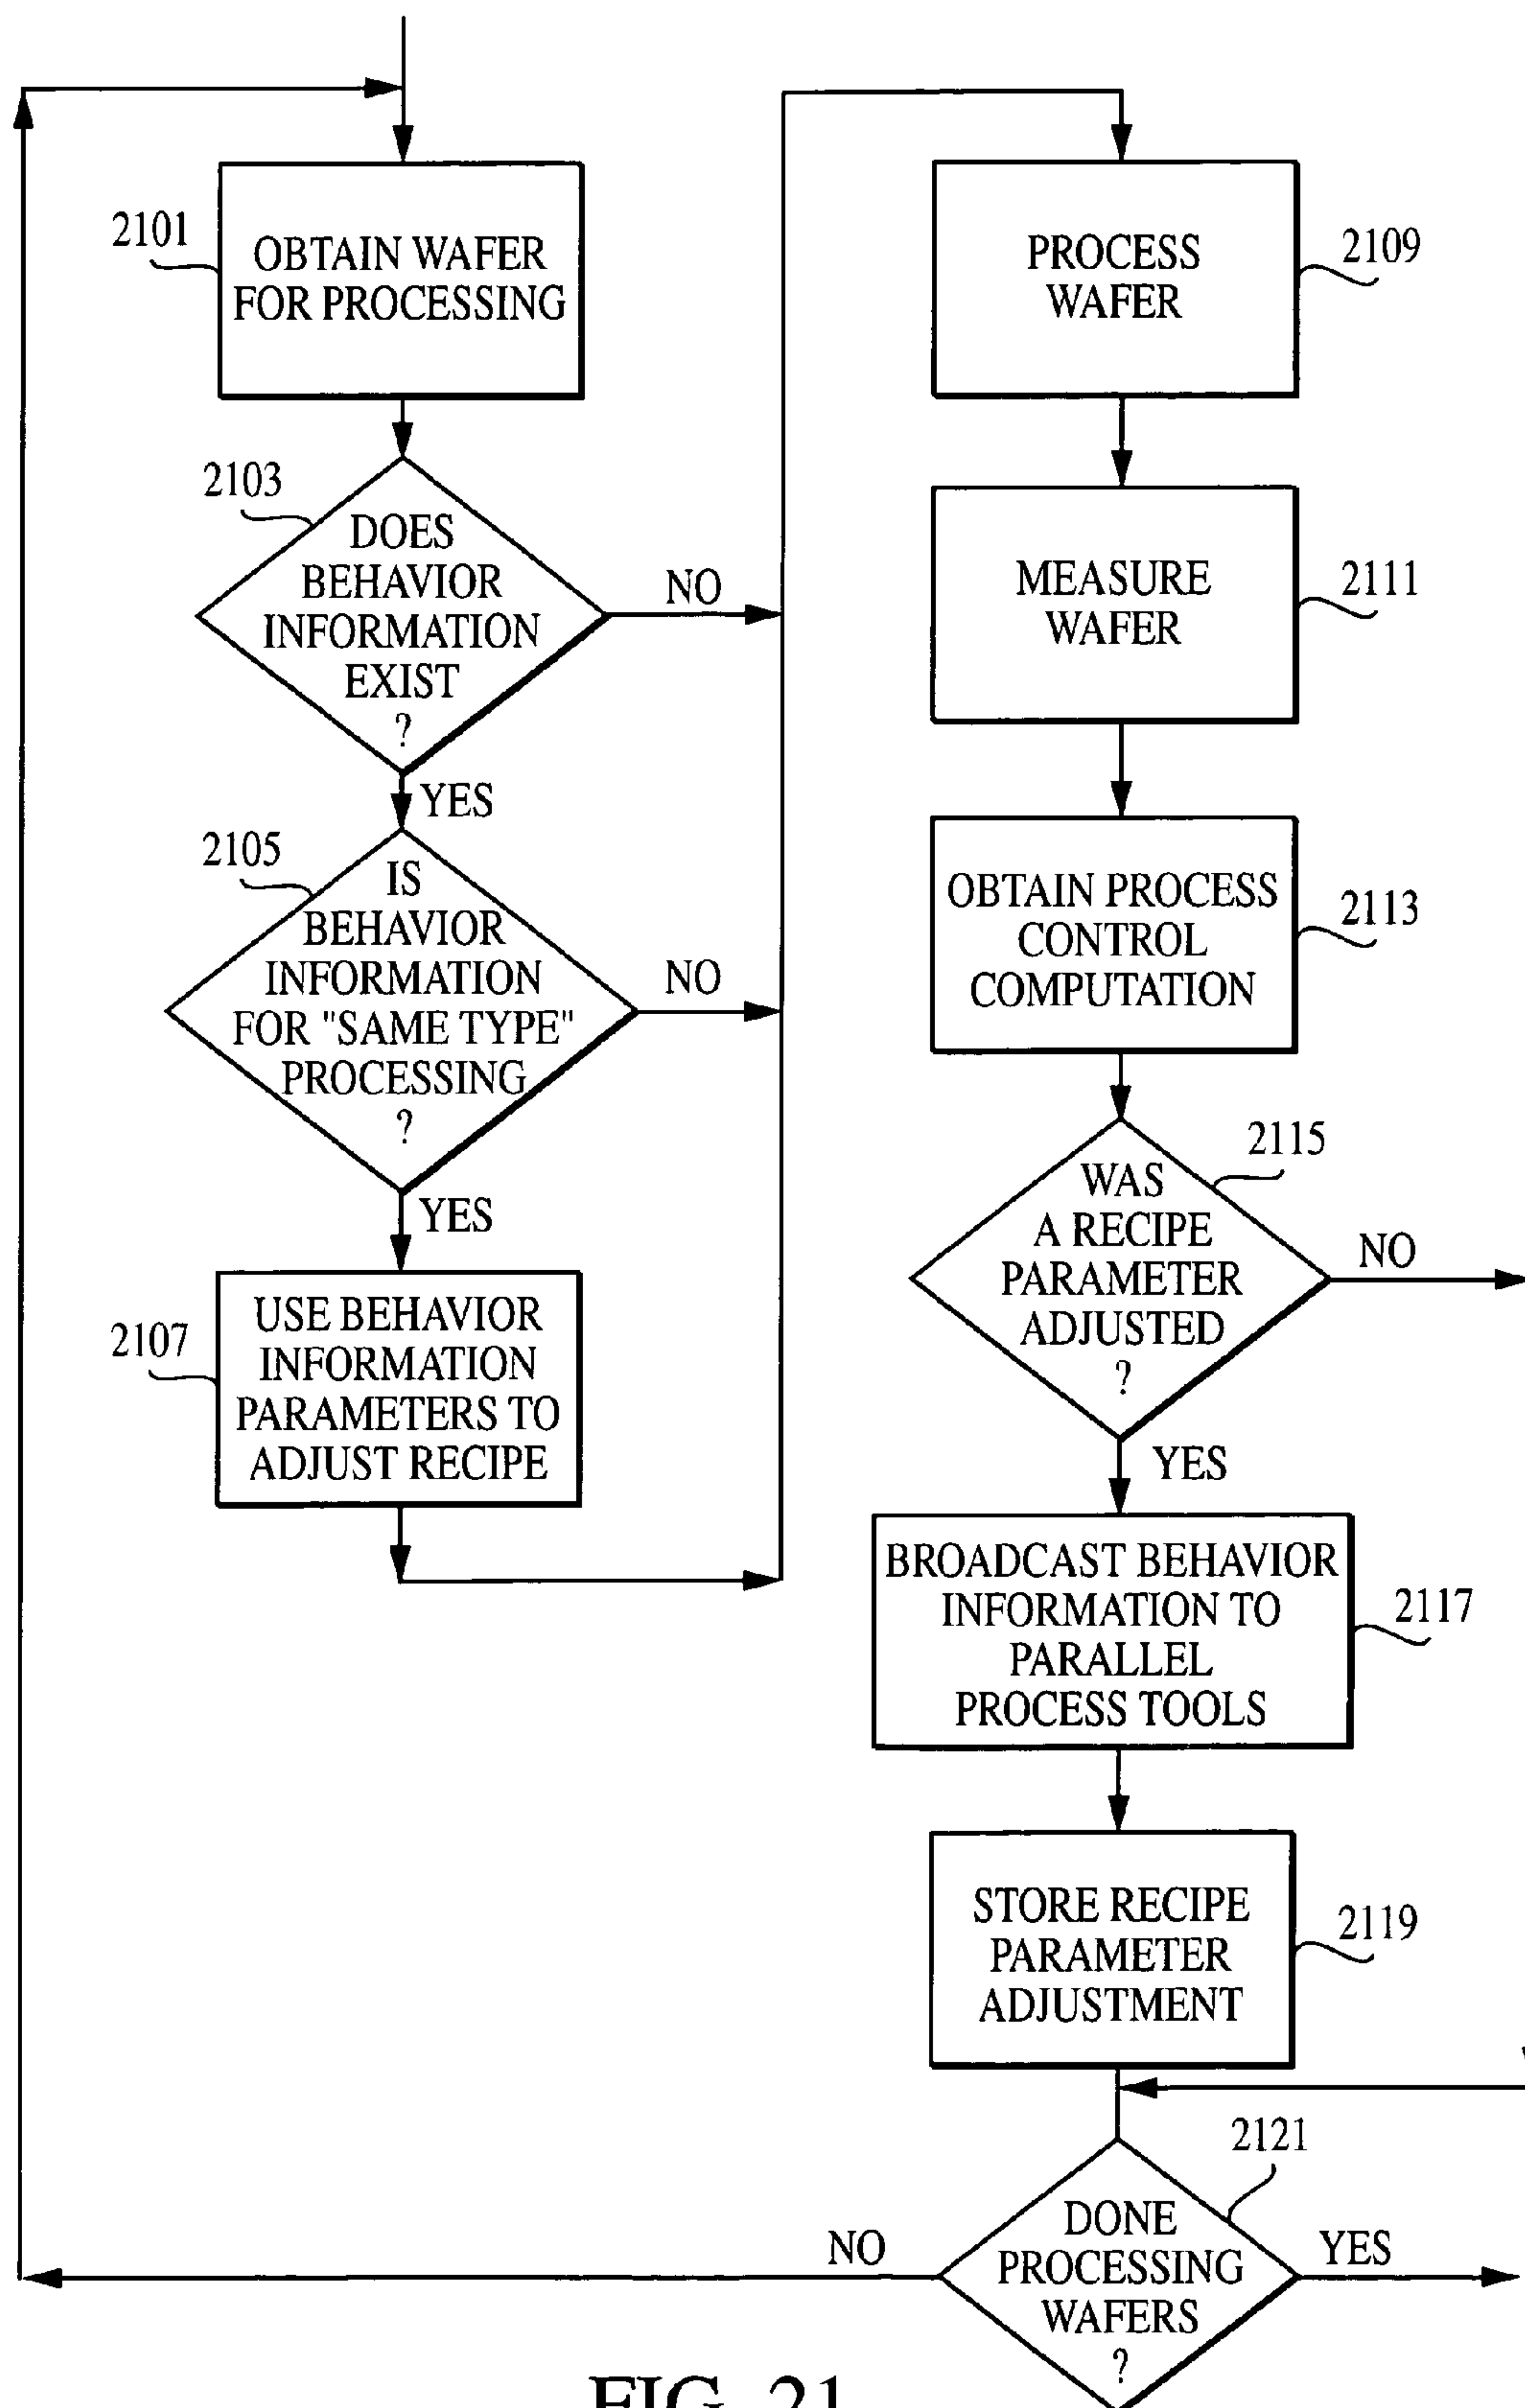 2101
OBTAIN WAFER
FOR PROCESSING
2103
DOES
BEHAVIOR
INFORMATION
EXIST
?
NO
YES
2105
IS
BEHAVIOR
INFORMATION
FOR "SAME TYPE"
PROCESSING
?
NO
YES
2107
USE BEHAVIOR
INFORMATION
PARAMETERS TO
ADJUST RECIPE
PROCESS
WAFER
2109
MEASURE
WAFER
2111
OBTAIN PROCESS
CONTROL
COMPUTATION
2113
2115
WAS
A RECIPE
PARAMETER
ADJUSTED
?
NO
YES
BROADCAST BEHAVIOR
INFORMATION TO
PARALLEL
PROCESS TOOLS
2117
STORE RECIPE
PARAMETER
ADJUSTMENT
2119
2121
DONE
PROCESSING
WAFERS
?
NO
YES
FIG. 21